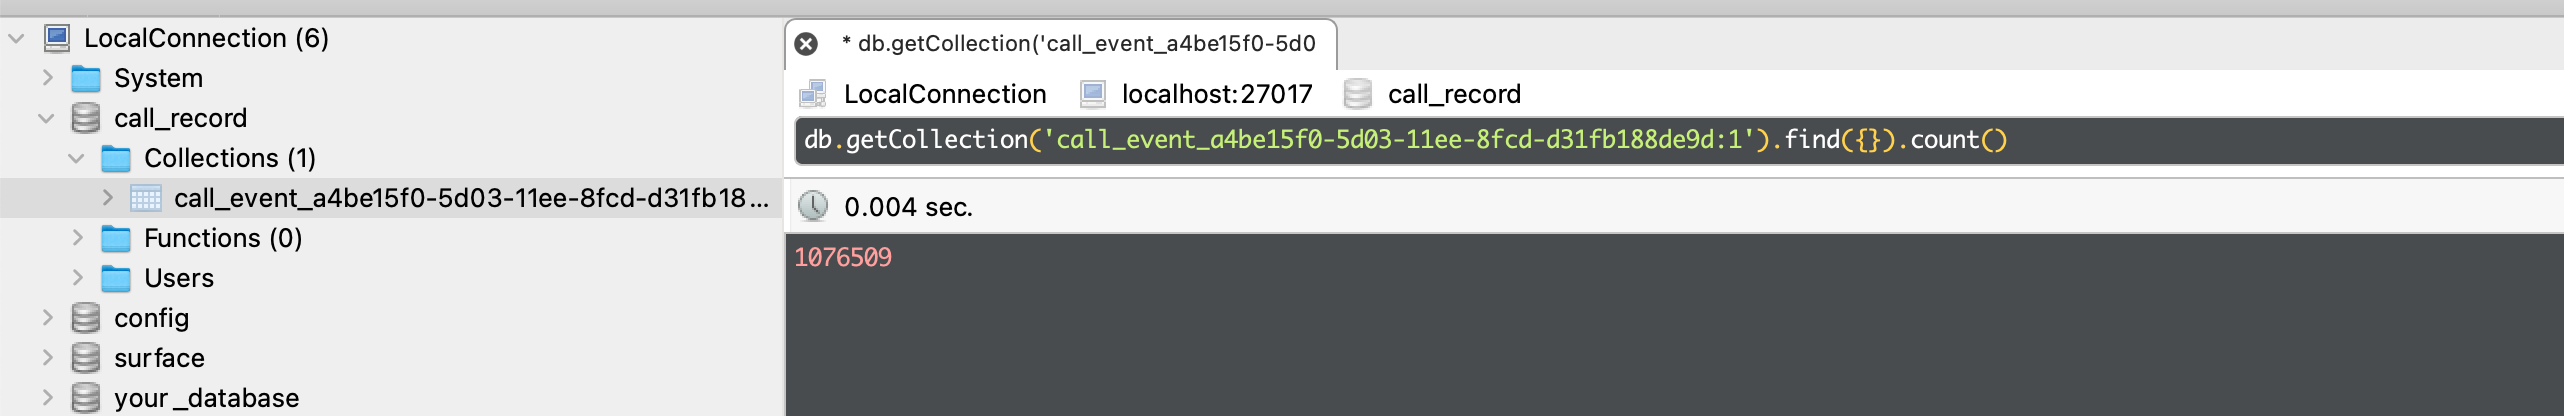 LocalConnection (6)
System
call_record
Collections (1)
call_event_a4be15f0-5d03-11ee-8fcd-d31fb18...
Functions (0)
Users
config
surface
your_database
* db.getCollection('call_event_a4be15f0-5d0
LocalConnection localhost:27017 call_record
db.getCollection('call_event_a4be15f0-5d03-11ee-8fcd-d31fb188de9d:1').find({}).count()
0.004 sec.
1076509